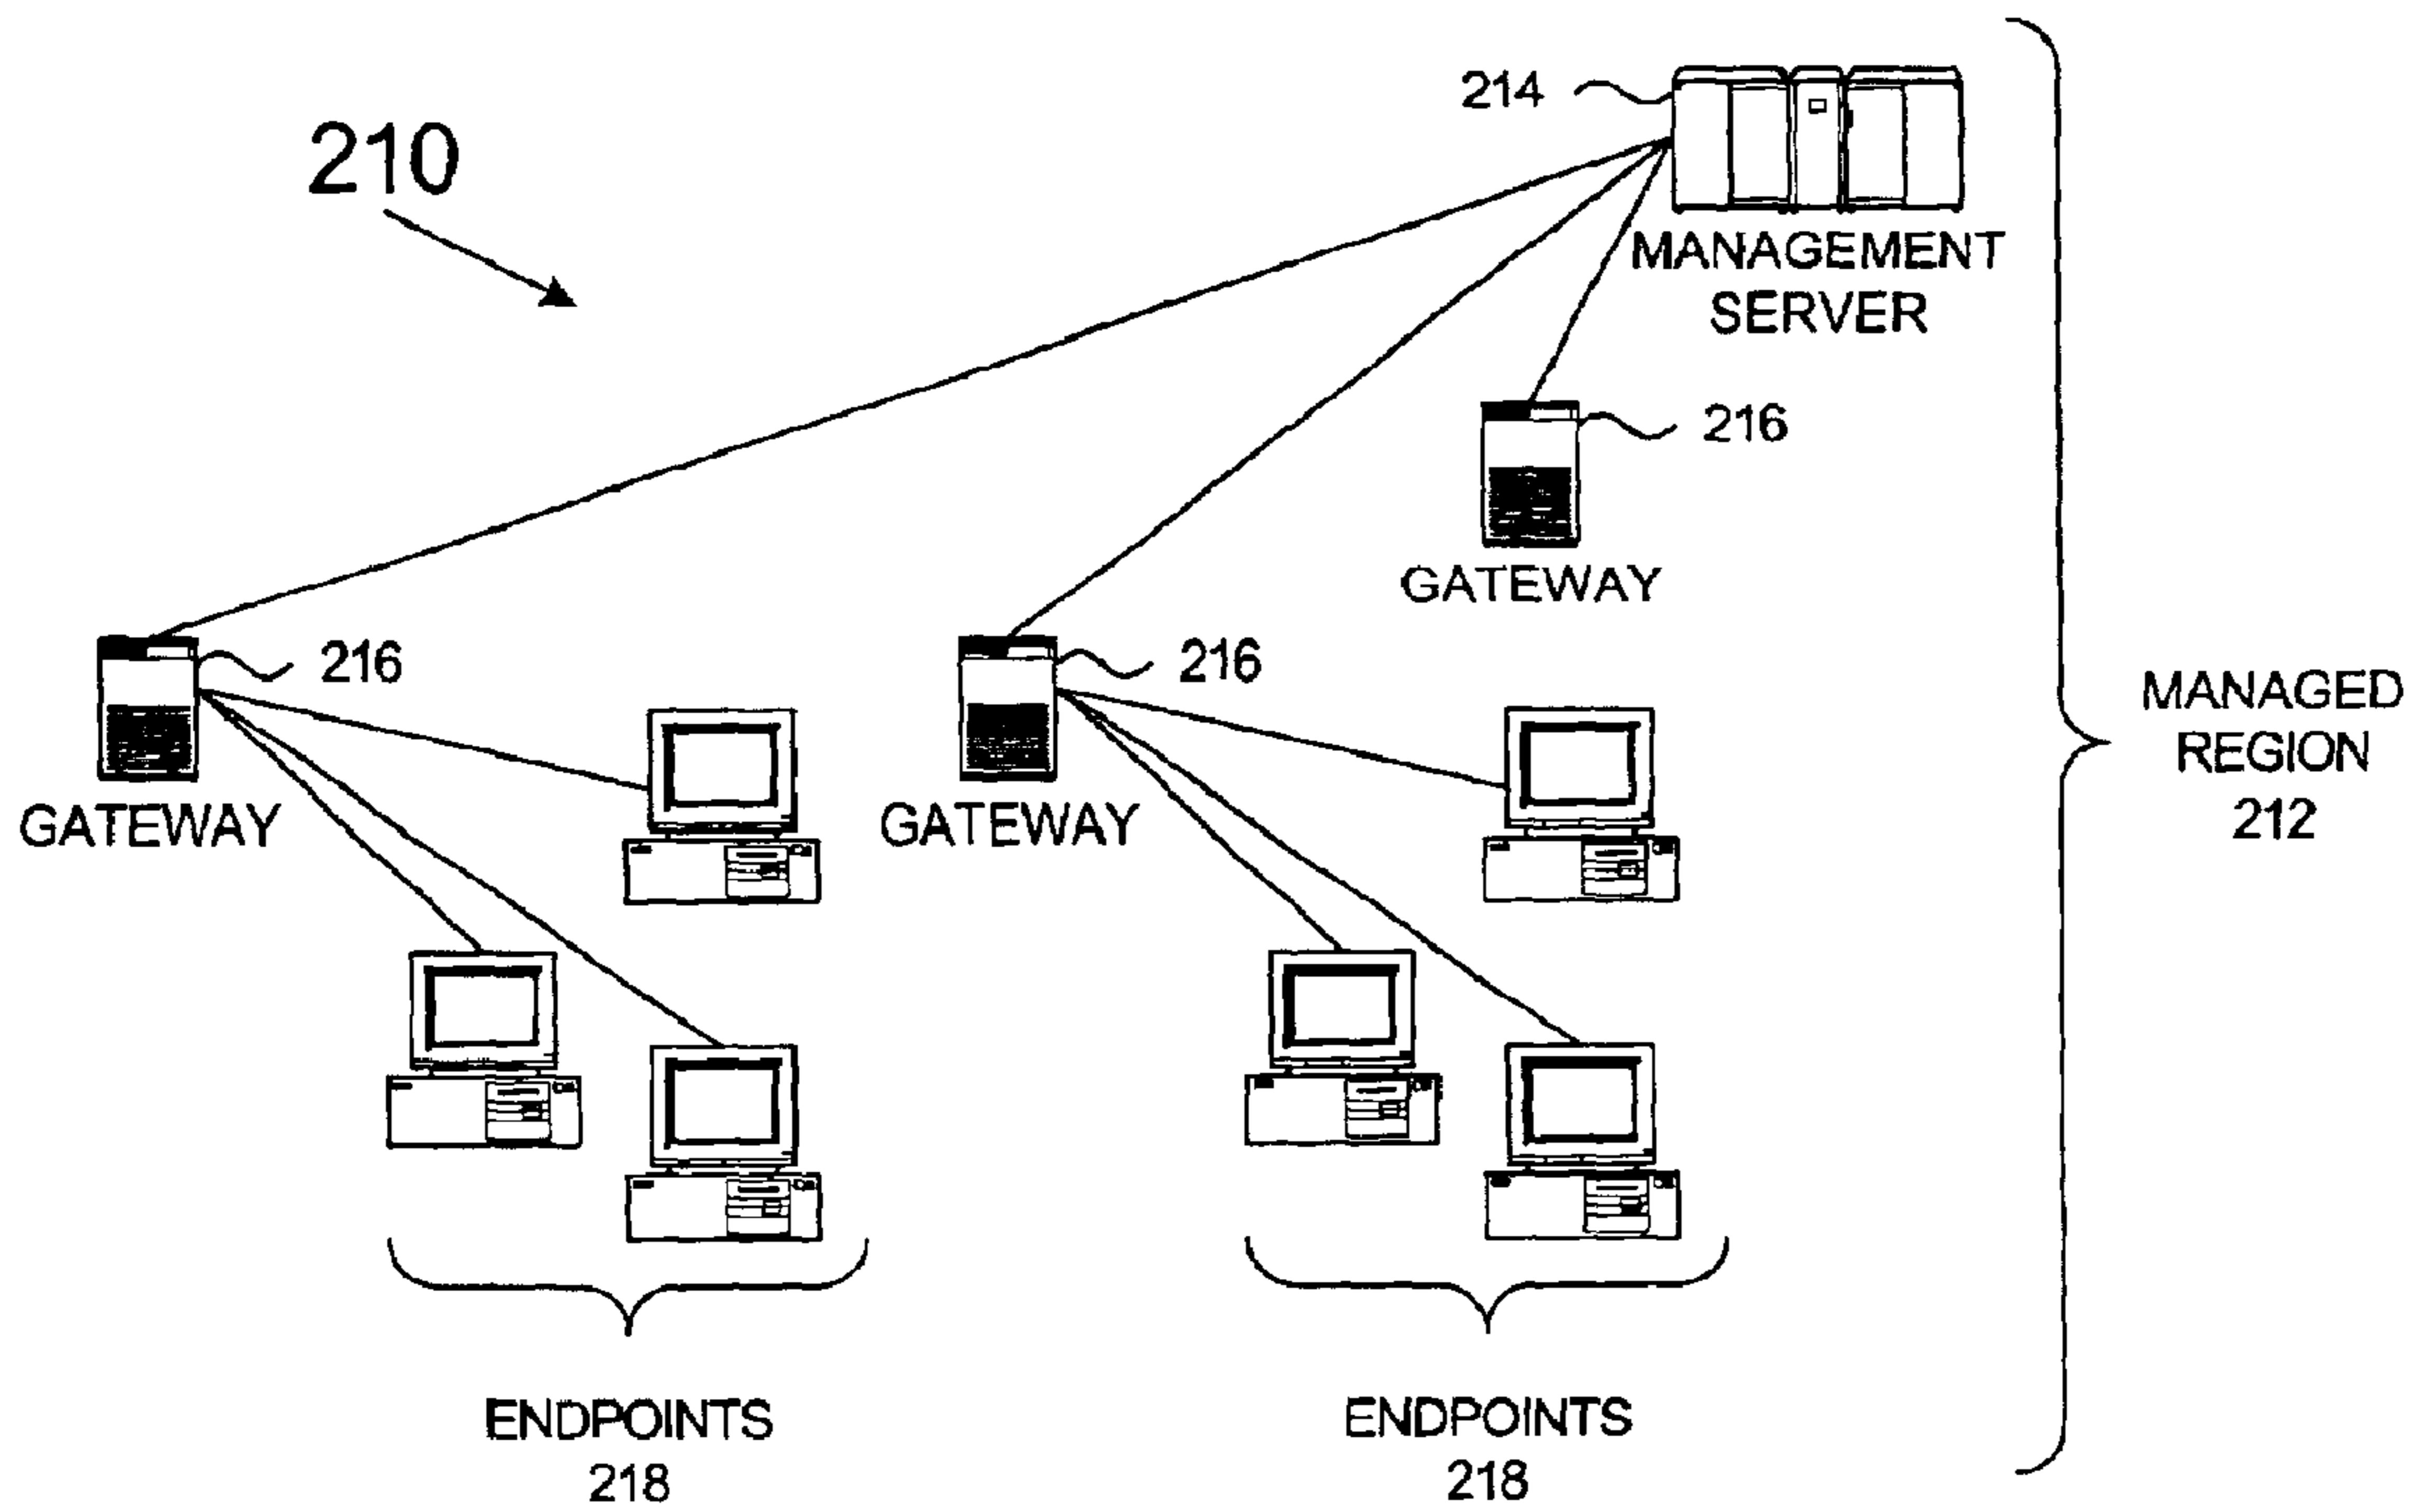 214
210
MANAGEMENT
SERVER
216
GATEWAY
216
216
MANAGED
REGION
212
GATEWAY
GATEWAY
ENDPOINTS
218
ENDPOINTS
218